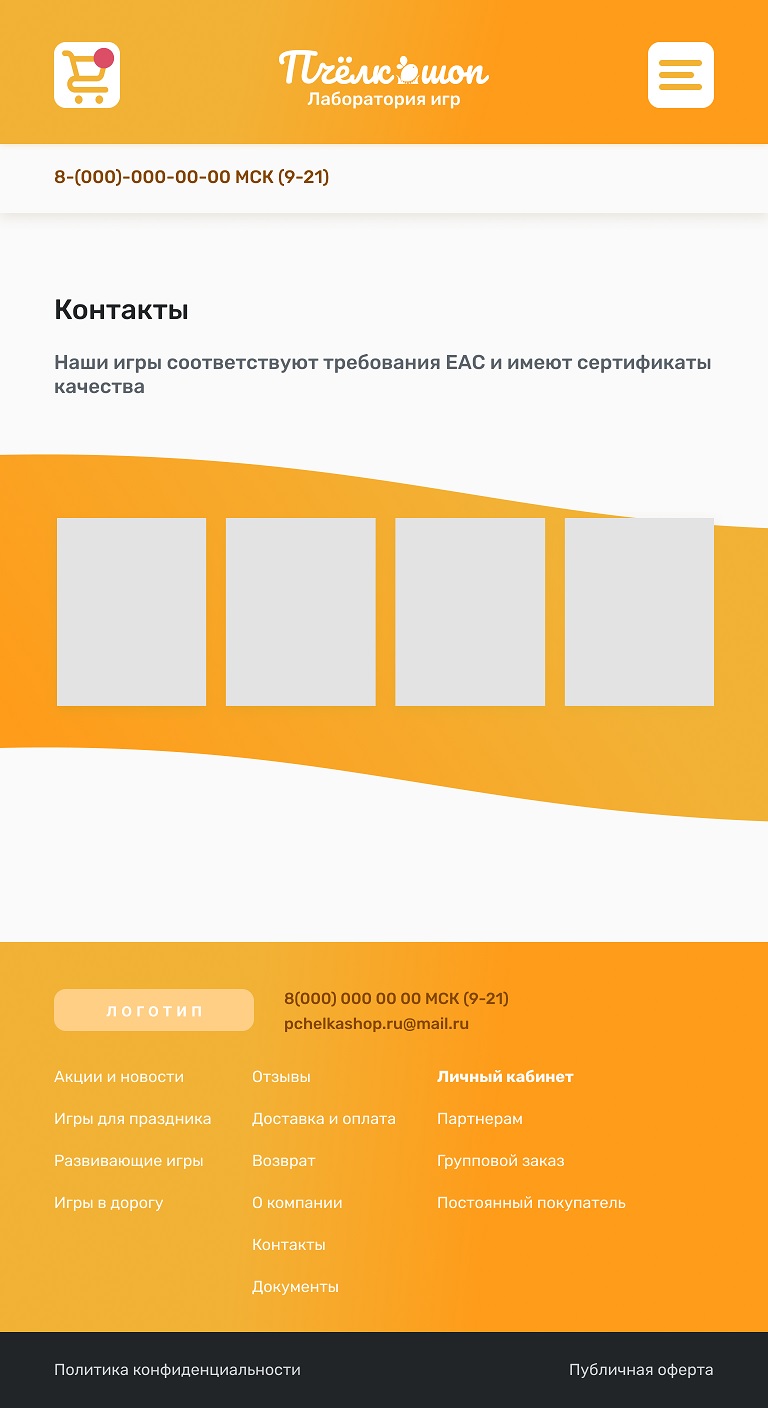 Пчёлкошоп
Лаборатория игр
8-(000)-000-00-00 МСК (9-21)
Контакты
Наши игры соответствуют требования ЕАС и имеют сертификаты
качества
ЛОГОТИП
8(000) 000 00 00 МСК (9-21)
pchelkashop.ru@mail.ru
Акции и новости
Отзывы
Личный кабинет
Игры для праздника
Доставка и оплата
Партнерам
Развивающие игры
Возврат
Групповой заказ
Игры в дорогу
О компании
Постоянный покупатель
Контакты
Документы
Политика конфиденциальности
Публичная оферта